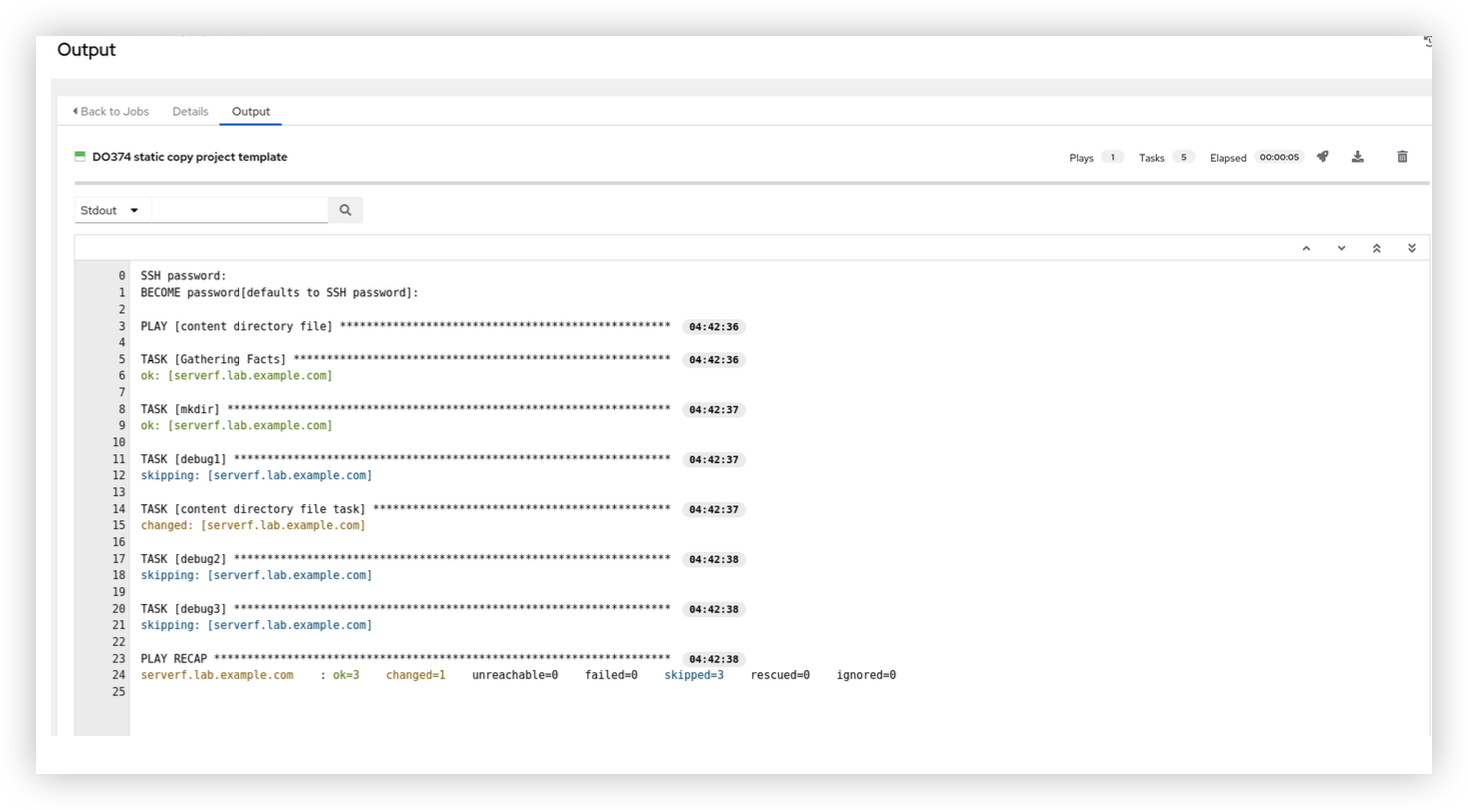 Output
Back to Jobs Details Output
DO374 static copy project template Plays 1 Tasks 5 Elapsed 00:00:05
Stdout
0 SSH password:
1 BECOME password[defaults to SSH password]:
2
3 PLAY [content directory file] ************************************************** 04:42:36
4
5 TASK [Gathering Facts] ********************************************************* 04:42:36
6 ok: [serverf.lab.example.com]
7
8 TASK [mkdir] ******************************************************************* 04:42:37
9 ok: [serverf.lab.example.com]
10
11 TASK [debug1] ****************************************************************** 04:42:37
12 skipping: [serverf.lab.example.com]
13
14 TASK [content directory file task] ********************************************* 04:42:37
15 changed: [serverf.lab.example.com]
16
17 TASK [debug2] ****************************************************************** 04:42:38
18 skipping: [serverf.lab.example.com]
19
20 TASK [debug3] ****************************************************************** 04:42:38
21 skipping: [serverf.lab.example.com]
22
23 PLAY RECAP ********************************************************************* 04:42:38
24 serverf.lab.example.com : ok=3 changed=1 unreachable=0 failed=0 skipped=3 rescued=0 ignored=0
25